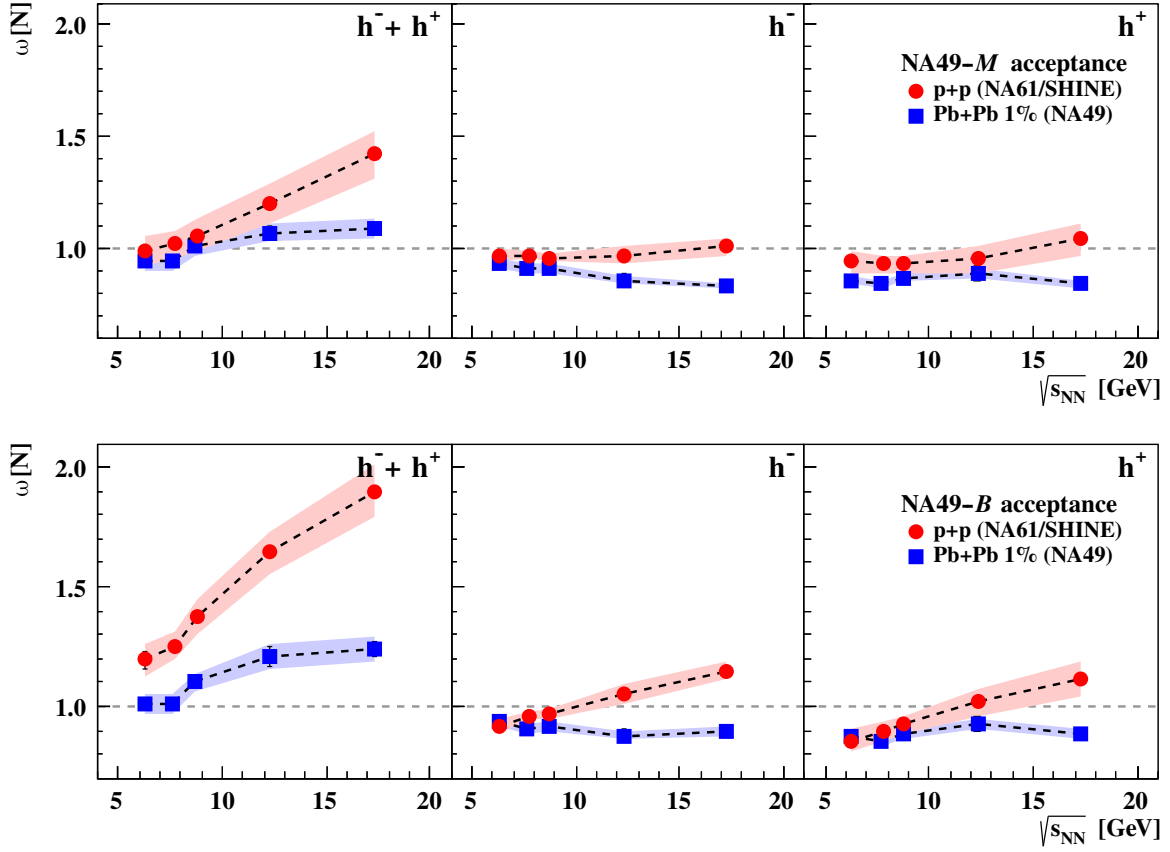 ω[N]
h⁻+ h⁺
h⁻
h⁺
2.0
1.5
1.0
NA49-M acceptance
p+p (NA61/SHINE)
Pb+Pb 1% (NA49)
5 10 15 20
5 10 15 20
5 10 15 20
√sNN [GeV]
ω[N]
h⁻+ h⁺
h⁻
h⁺
2.0
1.5
1.0
NA49-B acceptance
p+p (NA61/SHINE)
Pb+Pb 1% (NA49)
5 10 15 20
5 10 15 20
5 10 15 20
√sNN [GeV]